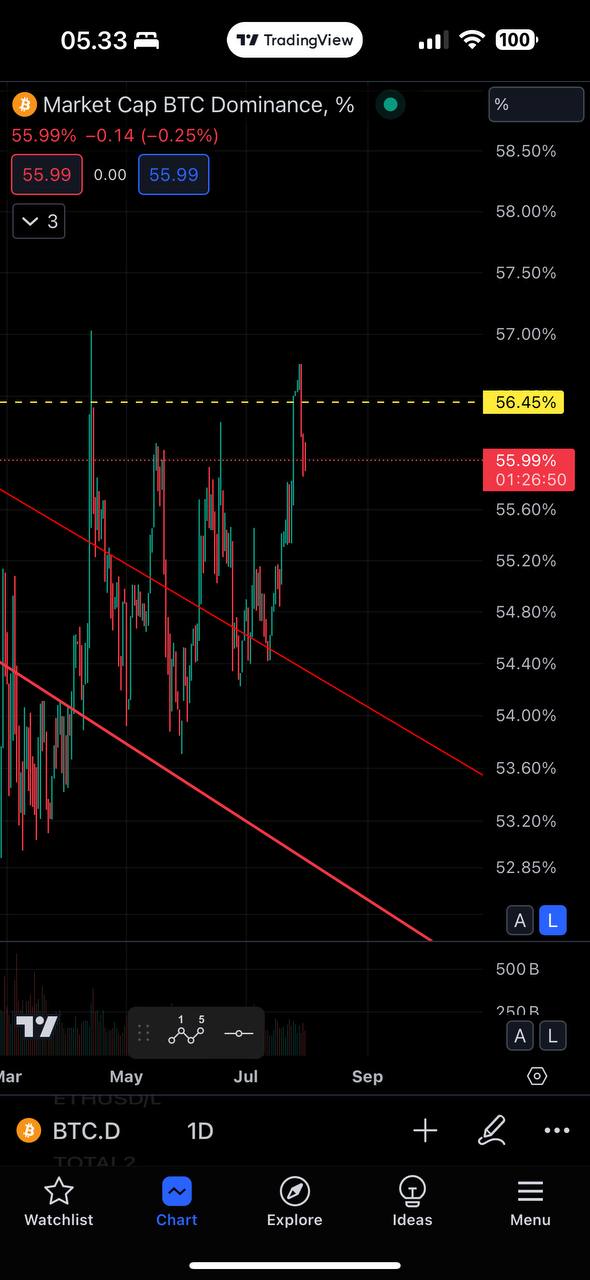 05.33
TradingView
100
Market Cap BTC Dominance, %
%
55.99% −0.14 (−0.25%)
58.50%
55.99 0.00 55.99
58.00%
3
57.50%
57.00%
56.45%
55.99%
01:26:50
55.60%
55.20%
54.80%
54.40%
54.00%
53.60%
53.20%
52.85%
A L
500 B
250 B
1 5
A L
Mar May Jul Sep
ETHUSD/L
BTC.D 1D
TOTAL2
Watchlist Chart Explore Ideas Menu